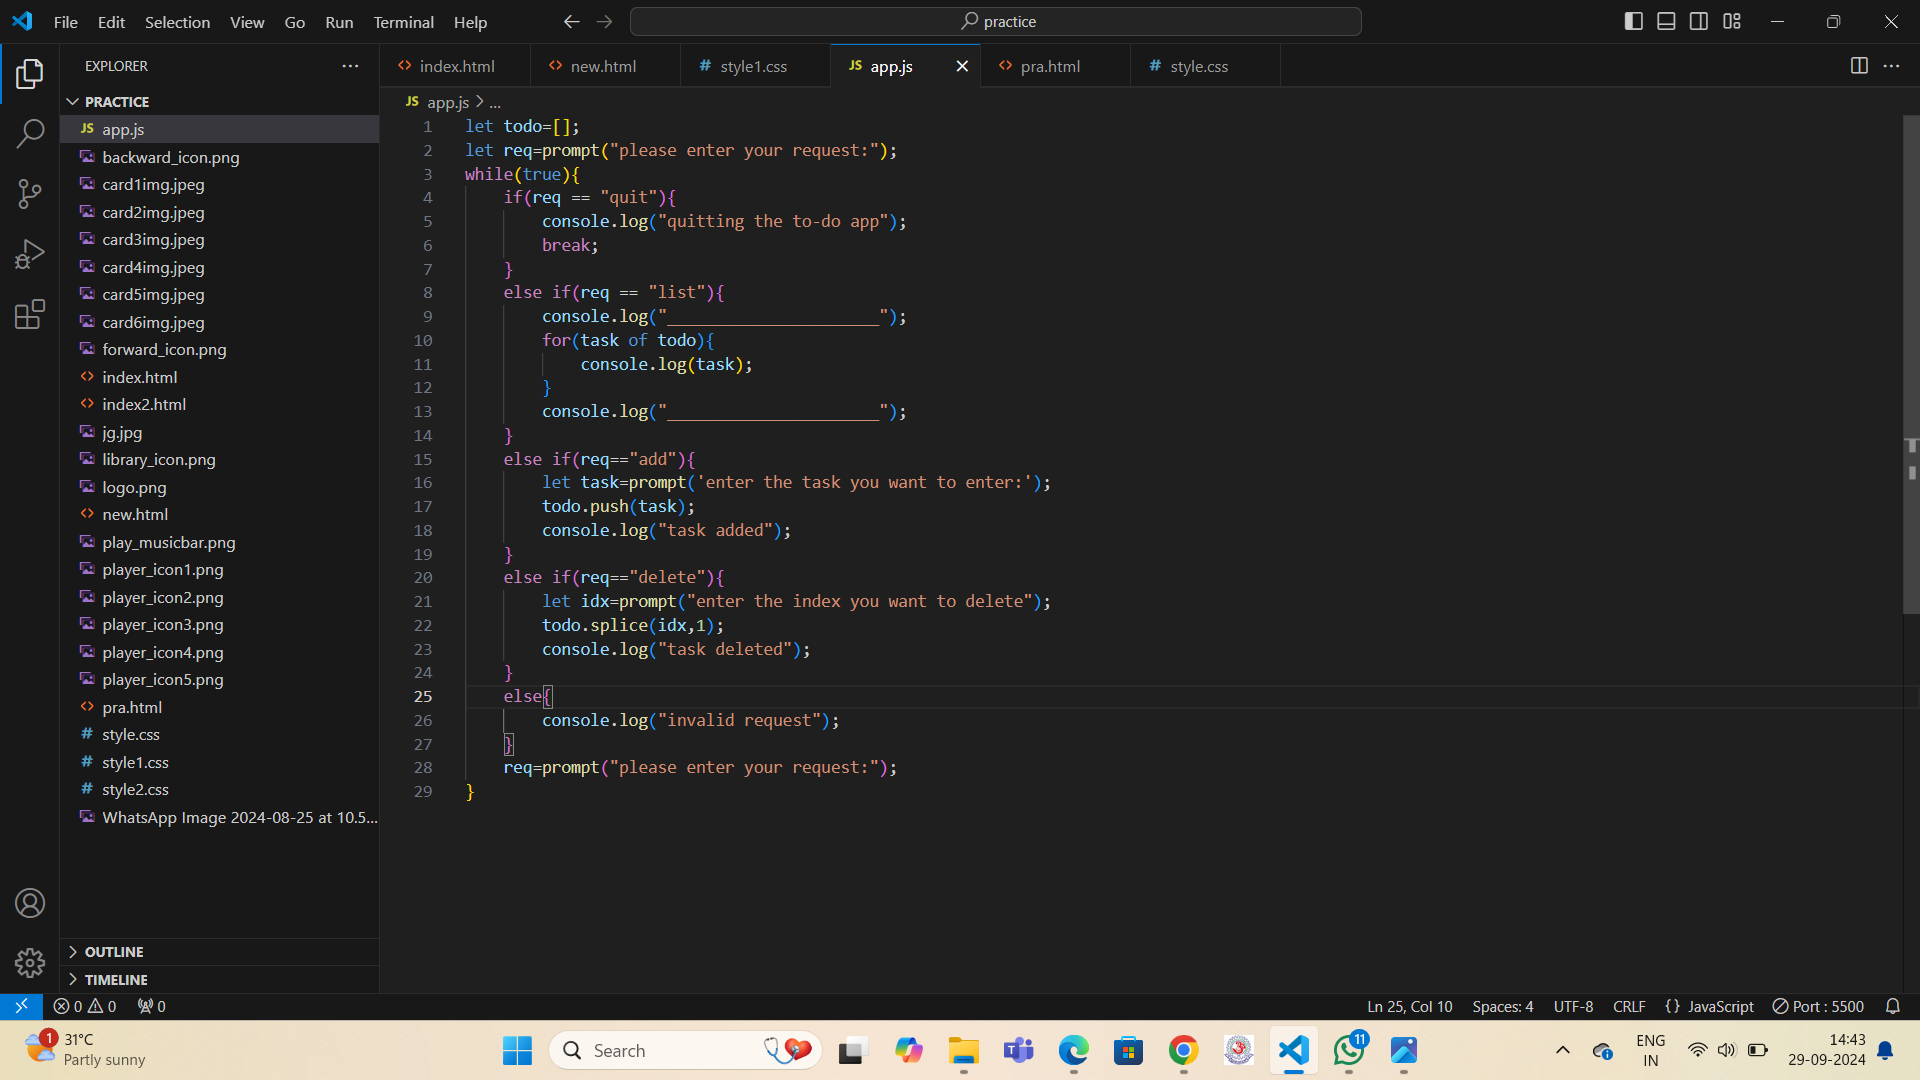 File Edit Selection View Go Run Terminal Help
practice
EXPLORER
index.html
new.html
# style1.css
JS app.js
pra.html
# style.css
PRACTICE
JS app.js > ...
JS app.js
backward_icon.png
card1img.jpeg
card2img.jpeg
card3img.jpeg
card4img.jpeg
card5img.jpeg
card6img.jpeg
forward_icon.png
index.html
index2.html
jg.jpg
library_icon.png
logo.png
new.html
play_musicbar.png
player_icon1.png
player_icon2.png
player_icon3.png
player_icon4.png
player_icon5.png
pra.html
# style.css
# style1.css
# style2.css
WhatsApp Image 2024-08-25 at 10.5...
OUTLINE
TIMELINE
1 let todo=[];
2 let req=prompt("please enter your request:");
3 while(true){
4 if(req == "quit"){
5 console.log("quitting the to-do app");
6 break;
7 }
8 else if(req == "list"){
9 console.log("______________________");
10 for(task of todo){
11 console.log(task);
12 }
13 console.log("______________________");
14 }
15 else if(req=="add"){
16 let task=prompt('enter the task you want to enter:');
17 todo.push(task);
18 console.log("task added");
19 }
20 else if(req=="delete"){
21 let idx=prompt("enter the index you want to delete");
22 todo.splice(idx,1);
23 console.log("task deleted");
24 }
25 else{
26 console.log("invalid request");
27 }
28 req=prompt("please enter your request:");
29 }
0 0 0
Ln 25, Col 10 Spaces: 4 UTF-8 CRLF {} JavaScript Port : 5500
1
31°C
Partly sunny
Search
11
ENG
IN
14:43
29-09-2024